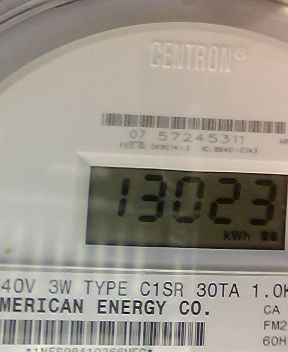 CENTRON®
07 57245311
13023
kWh
40V 3W TYPE C1SR 30TA 1.0K
MERICAN ENERGY CO.
CA
FM2
60H